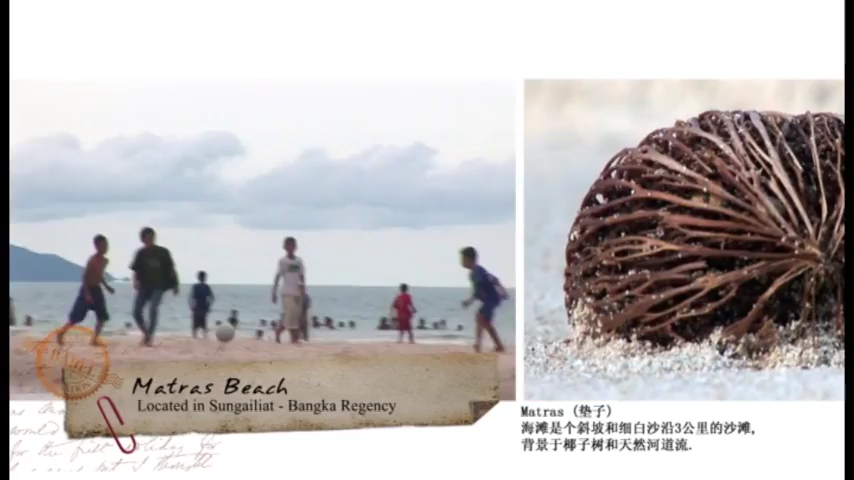 Matras Beach
Located in Sungailiat - Bangka Regency
Matras (垫子)
海滩是个斜坡和细白沙沿3公里的沙滩,
背景于椰子树和天然河道流.